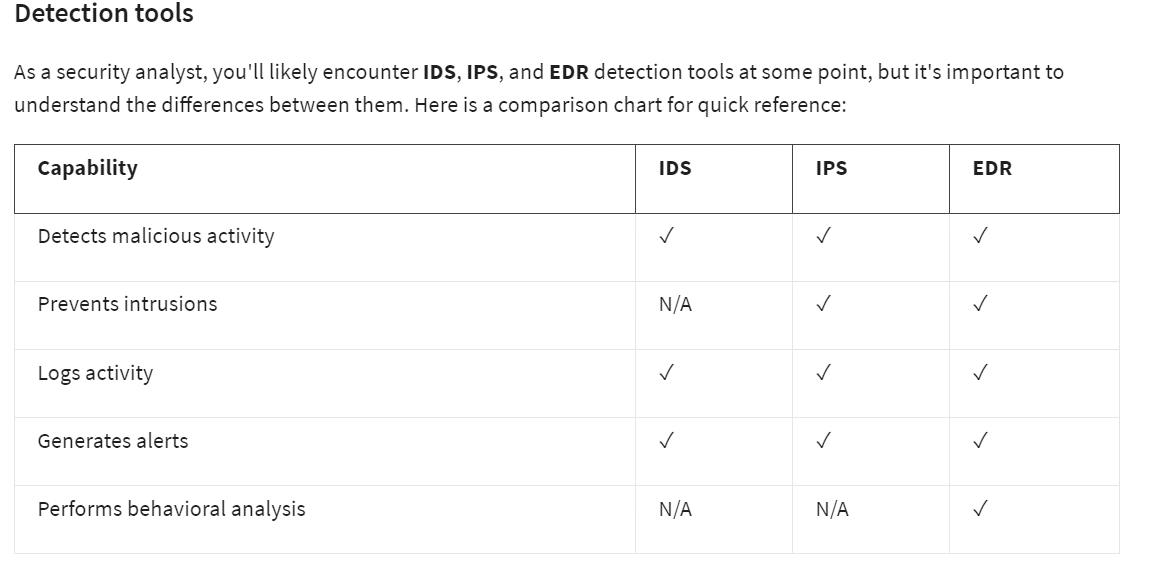 Detection tools
As a security analyst, you'll likely encounter IDS, IPS, and EDR detection tools at some point, but it's important to
understand the differences between them. Here is a comparison chart for quick reference:
Capability IDS IPS EDR
Detects malicious activity ✓ ✓ ✓
Prevents intrusions N/A ✓ ✓
Logs activity ✓ ✓ ✓
Generates alerts ✓ ✓ ✓
Performs behavioral analysis N/A N/A ✓